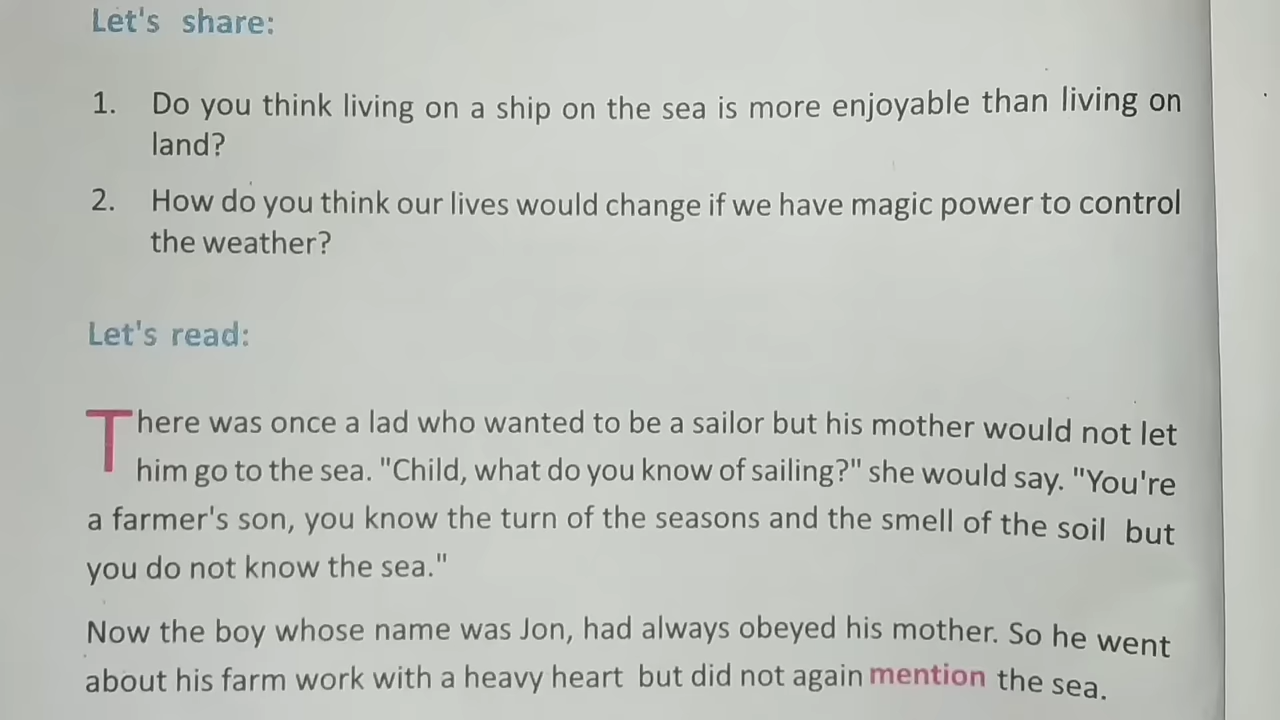 Let's share:
1. Do you think living on a ship on the sea is more enjoyable than living on
land?
2. How do you think our lives would change if we have magic power to control
the weather?
Let's read:
There was once a lad who wanted to be a sailor but his mother would not let
him go to the sea. "Child, what do you know of sailing?" she would say. "You're
a farmer's son, you know the turn of the seasons and the smell of the soil but
you do not know the sea."
Now the boy whose name was Jon, had always obeyed his mother. So he went
about his farm work with a heavy heart but did not again mention the sea.